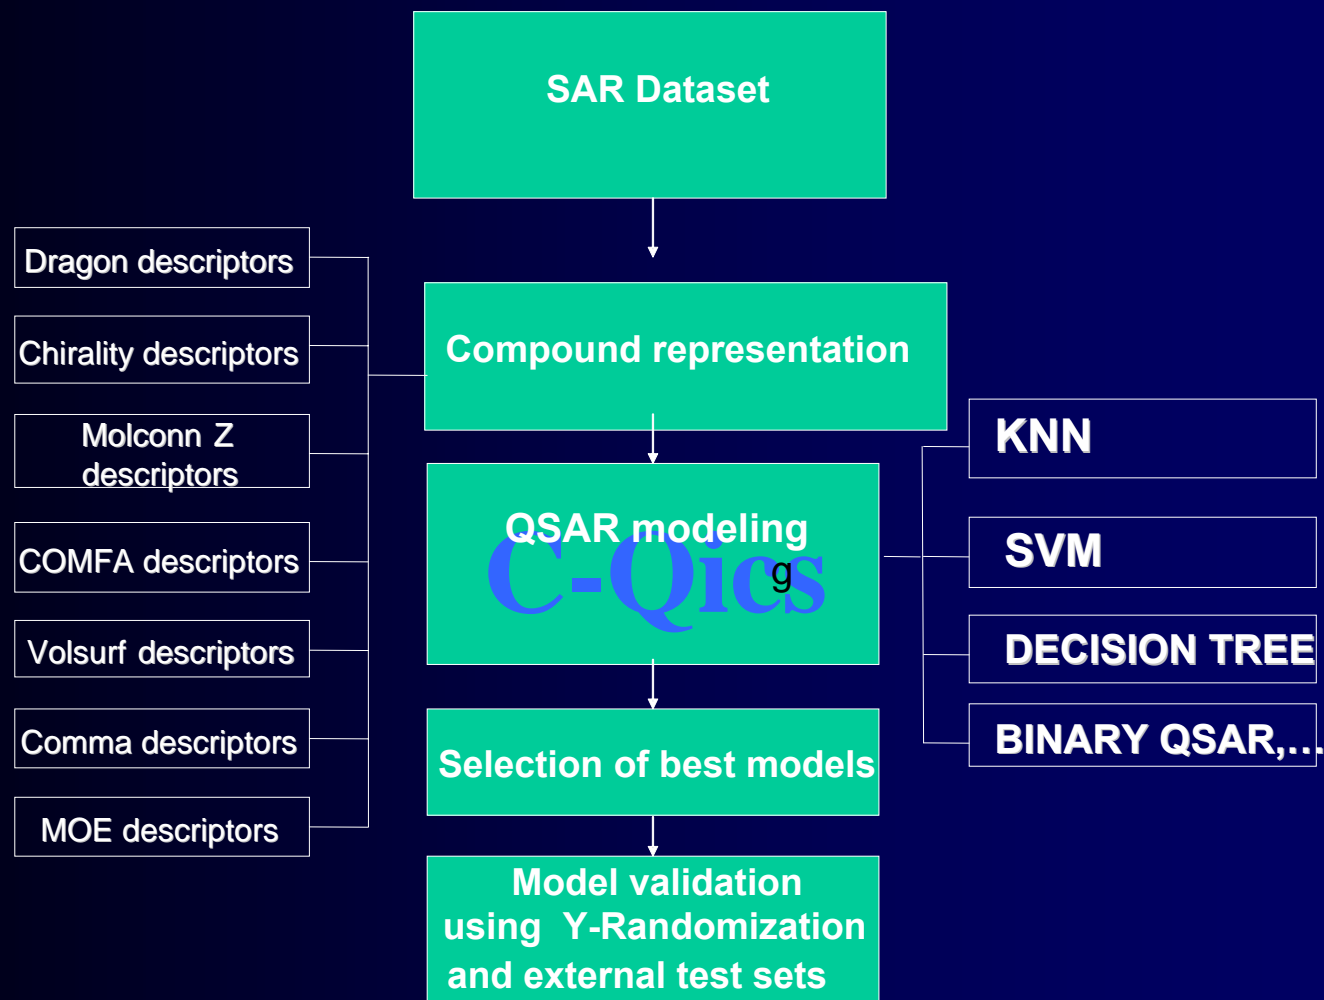 SAR Dataset
Dragon descriptors
Chirality descriptors
Molconn Z
descriptors
COMFA descriptors
Volsurf descriptors
Comma descriptors
MOE descriptors
Compound representation
QSAR modeling
C-Qics
g
KNN
SVM
DECISION TREE
BINARY QSAR,...
Selection of best models
Model validation
using Y-Randomization
and external test sets